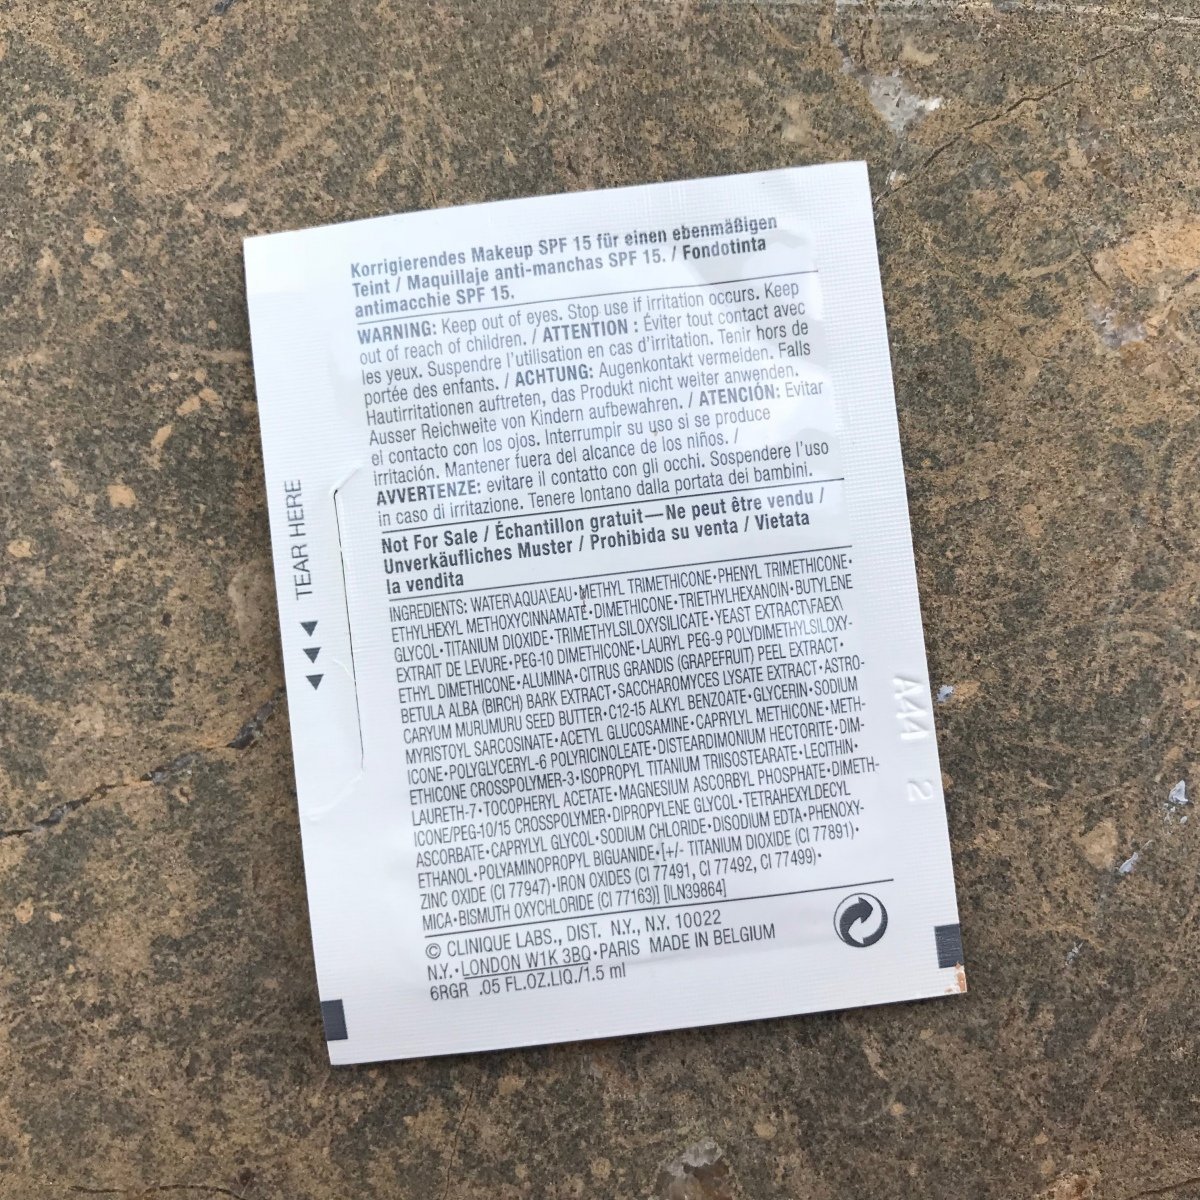 Korrigierendes Makeup SPF 15 für einen ebenmäßigen
Teint / Maquillaje anti-manchas SPF 15. / Fondotinta
antimacchie SPF 15.
WARNING: Keep out of eyes. Stop use if irritation occurs. Keep
out of reach of children. / ATTENTION : Éviter tout contact avec
les yeux. Suspendre l'utilisation en cas d'irritation. Tenir hors de
portée des enfants. / ACHTUNG: Augenkontakt vermeiden. Falls
Hautirritationen auftreten, das Produkt nicht weiter anwenden.
Ausser Reichweite von Kindern aufbewahren. / ATENCIÓN: Evitar
el contacto con los ojos. Interrumpir su uso si se produce
irritación. Mantener fuera del alcance de los niños. /
AVVERTENZE: evitare il contatto con gli occhi. Sospendere l'uso
in caso di irritazione. Tenere lontano dalla portata dei bambini.
Not For Sale / Échantillon gratuit—Ne peut être vendu /
Unverkäufliches Muster / Prohibida su venta / Vietata
la vendita
INGREDIENTS: WATER\AQUA\EAU•METHYL TRIMETHICONE•PHENYL TRIMETHICONE•
ETHYLHEXYL METHOXYCINNAMATE•DIMETHICONE•TRIETHYLHEXANOIN•BUTYLENE
GLYCOL•TITANIUM DIOXIDE•TRIMETHYLSILOXYSILICATE•YEAST EXTRACT\FAEX\
EXTRAIT DE LEVURE•PEG-10 DIMETHICONE•LAURYL PEG-9 POLYDIMETHYLSILOXY-
ETHYL DIMETHICONE•ALUMINA•CITRUS GRANDIS (GRAPEFRUIT) PEEL EXTRACT•
BETULA ALBA (BIRCH) BARK EXTRACT•SACCHAROMYCES LYSATE EXTRACT•ASTRO-
CARYUM MURUMURU SEED BUTTER•C12-15 ALKYL BENZOATE•GLYCERIN•SODIUM
MYRISTOYL SARCOSINATE•ACETYL GLUCOSAMINE•CAPRYLYL METHICONE•METH-
ICONE•POLYGLYCERYL-6 POLYRICINOLEATE•DISTEARDIMONIUM HECTORITE•DIM-
ETHICONE CROSSPOLYMER-3•ISOPROPYL TITANIUM TRIISOSTEARATE•LECITHIN•
LAURETH-7•TOCOPHERYL ACETATE•MAGNESIUM ASCORBYL PHOSPHATE•DIMETH-
ICONE/PEG-10/15 CROSSPOLYMER•DIPROPYLENE GLYCOL•TETRAHEXYLDECYL
ASCORBATE•CAPRYLYL GLYCOL•SODIUM CHLORIDE•DISODIUM EDTA•PHENOXY-
ETHANOL•POLYAMINOPROPYL BIGUANIDE•[+/- TITANIUM DIOXIDE (CI 77891)•
ZINC OXIDE (CI 77947)•IRON OXIDES (CI 77491, CI 77492, CI 77499)•
MICA•BISMUTH OXYCHLORIDE (CI 77163)] [ILN39864]
© CLINIQUE LABS., DIST. N.Y., N.Y. 10022
N.Y.•LONDON W1K 3BQ•PARIS MADE IN BELGIUM
6RGR .05 FL.OZ.LIQ./1.5 ml
TEAR HERE
A44 2